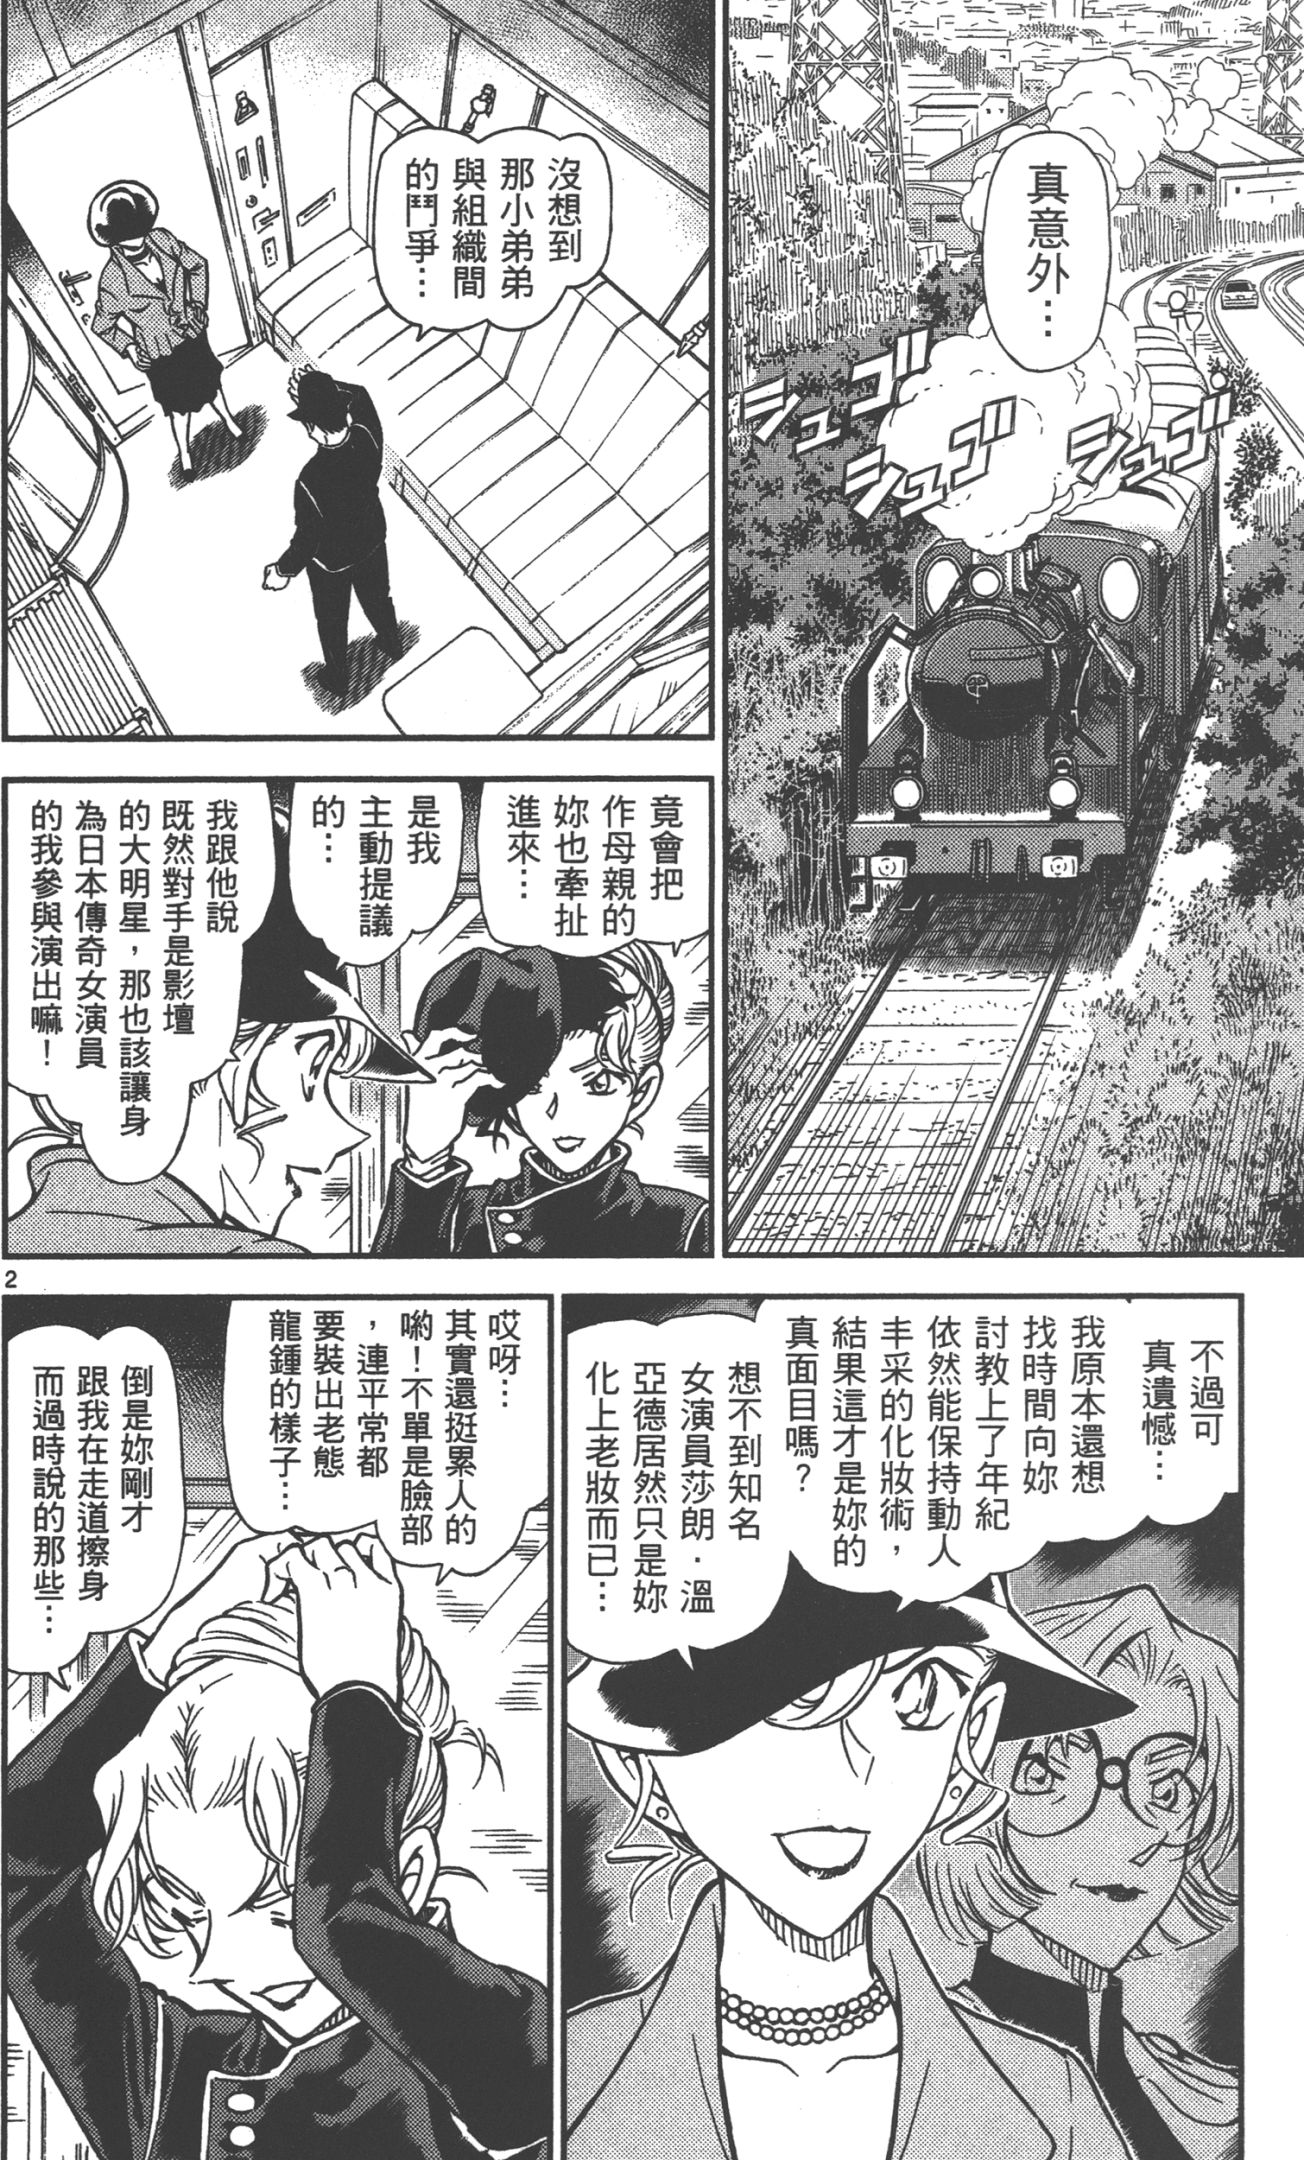 真意外…
シュゴ
シュゴ
シュゴ
沒想到
那小弟弟
與組織間
的鬥爭…
竟會把
作母親的
妳也牽扯
進來…
是我
主動提議
的…
我跟他說
既然對手是影壇
的大明星，那也該讓身
為日本傳奇女演員
的我參與演出嘛！
不過可
真遺憾…
我原本還想
找時間向妳
討教上了年紀
依然能保持動人
丰采的化妝術，
結果這才是妳的
真面目嗎？
想不到知名
女演員莎朗．溫
亞德居然只是妳
化上老妝而已…
哎呀…
其實還挺累人的
喲！不單是臉部
，連平常都
要裝出老態
龍鍾的樣子…
倒是妳剛才
跟我在走道擦身
而過時說的那些…
2